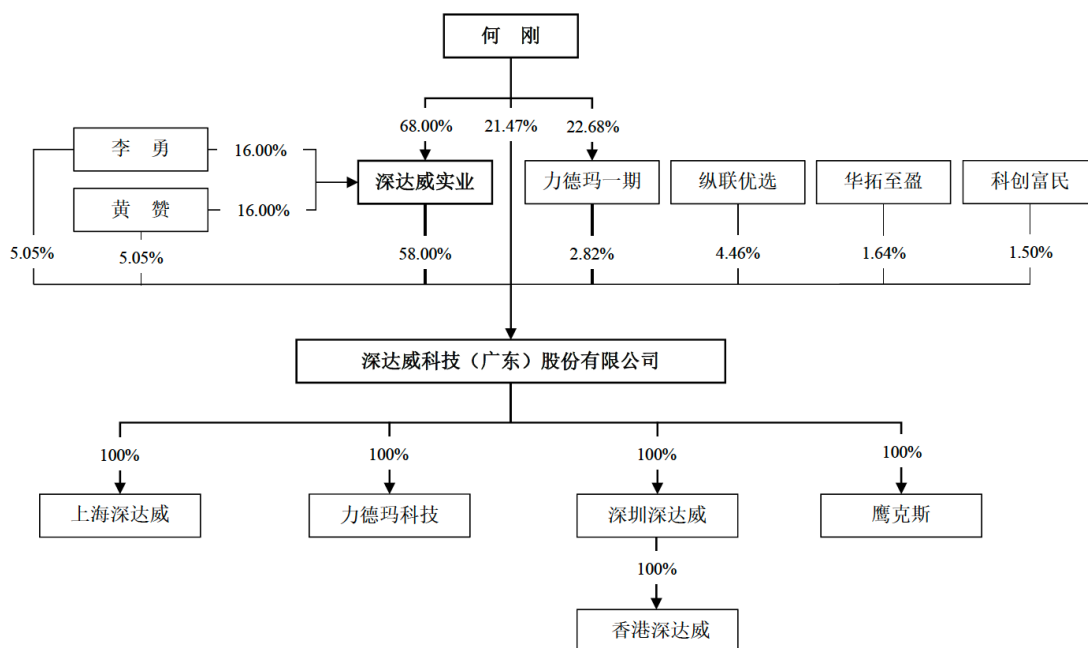 何 刚
68.00%
21.47%
22.68%
李 勇
16.00%
黄 赞
16.00%
深达威实业
力德玛一期
纵联优选
华拓至盈
科创富民
5.05%
5.05%
58.00%
2.82%
4.46%
1.64%
1.50%
深达威科技（广东）股份有限公司
100%
100%
100%
100%
上海深达威
力德玛科技
深圳深达威
鹰克斯
100%
香港深达威